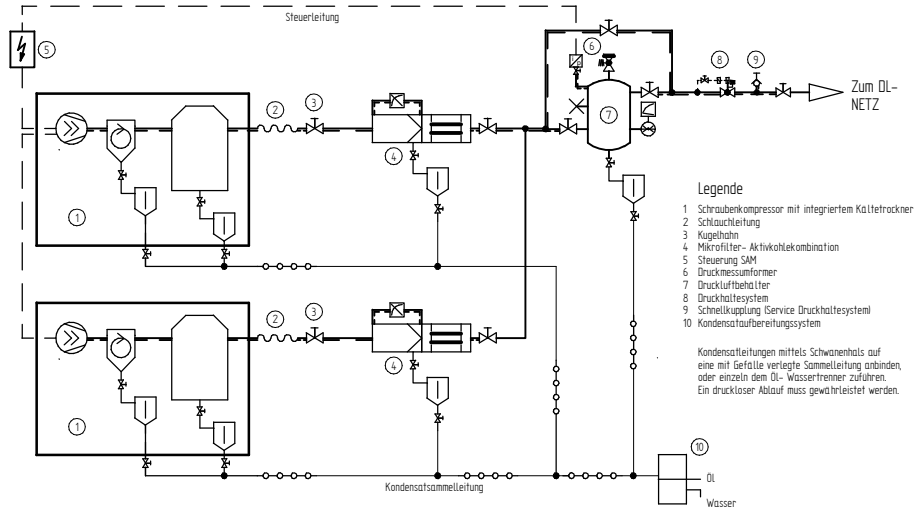 Steuerleitung
5
6
8
9
2
3
7
Zum ÖL-
NETZ
4
1
Legende
1 Schraubenkompressor mit integriertem Kältetrockner
2 Schlauchleitung
3 Kugelhahn
4 Mikrofilter- Aktivkohlekombination
5 Steuerung SAM
6 Druckmessumformer
7 Druckluftbehälter
8 Druckhaltesystem
9 Schnellkupplung (Service Druckhaltesystem)
10 Kondensataufbereitungssystem
2
3
4
1
Kondensatleitungen mittels Schwanenhals auf
eine mit Gefälle verlegte Sammelleitung anbinden,
oder einzeln dem Öl- Wassertrenner zuführen.
Ein druckloser Ablauf muss gewährleistet werden.
10
Kondensatsammelleitung
Öl
Wasser